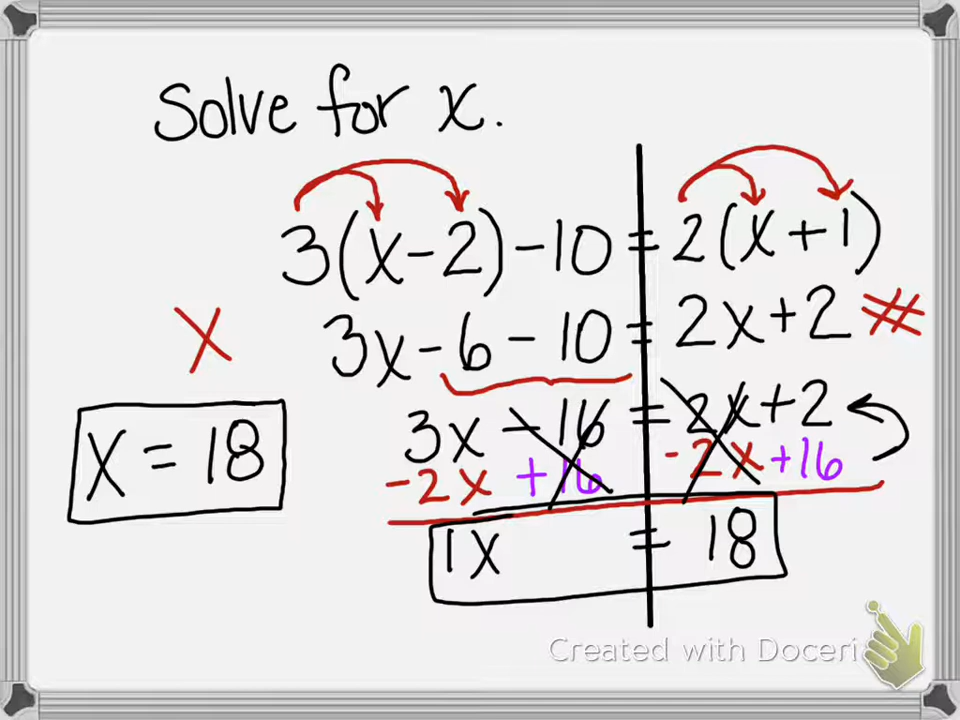 Solve for x.
3(x-2)-10 = 2(x+1)
3x-6-10 = 2x+2 #
X
3x-16 = 2x+2
-2x +16 -2x +16
X = 18
1x = 18
Created with Doceri